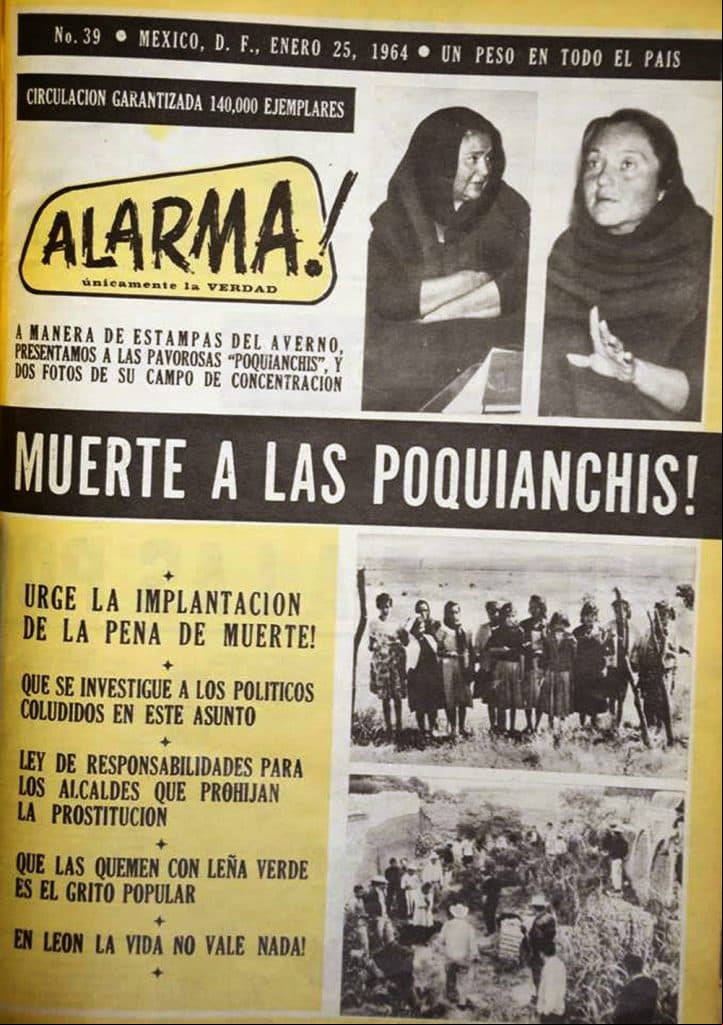 No. 39 ● MEXICO, D. F., ENERO 25, 1964 ● UN PESO EN TODO EL PAIS
CIRCULACION GARANTIZADA 140,000 EJEMPLARES
ALARMA!
únicamente la VERDAD
A MANERA DE ESTAMPAS DEL AVERNO,
PRESENTAMOS A LAS PAVOROSAS "POQUIANCHIS", Y
DOS FOTOS DE SU CAMPO DE CONCENTRACION
MUERTE A LAS POQUIANCHIS!
URGE LA IMPLANTACION
DE LA PENA DE MUERTE!
QUE SE INVESTIGUE A LOS POLITICOS
COLUDIDOS EN ESTE ASUNTO
LEY DE RESPONSABILIDADES PARA
LOS ALCALDES QUE PROHIJAN
LA PROSTITUCION
QUE LAS QUEMEN CON LEÑA VERDE
ES EL GRITO POPULAR
EN LEON LA VIDA NO VALE NADA!